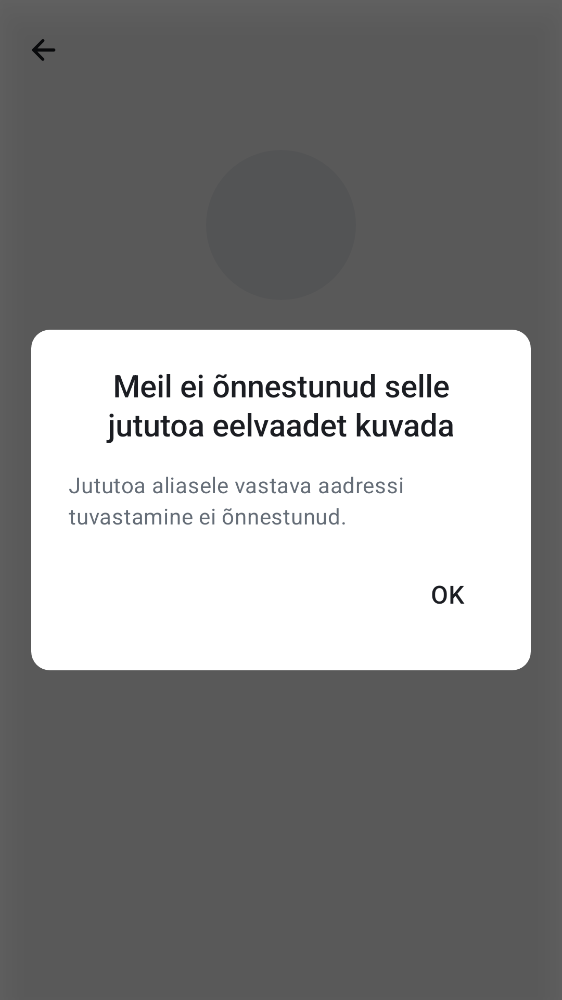 Meil ei õnnestunud selle
jututoa eelvaadet kuvada
Jututoa aliasele vastava aadressi
tuvastamine ei õnnestunud.
OK